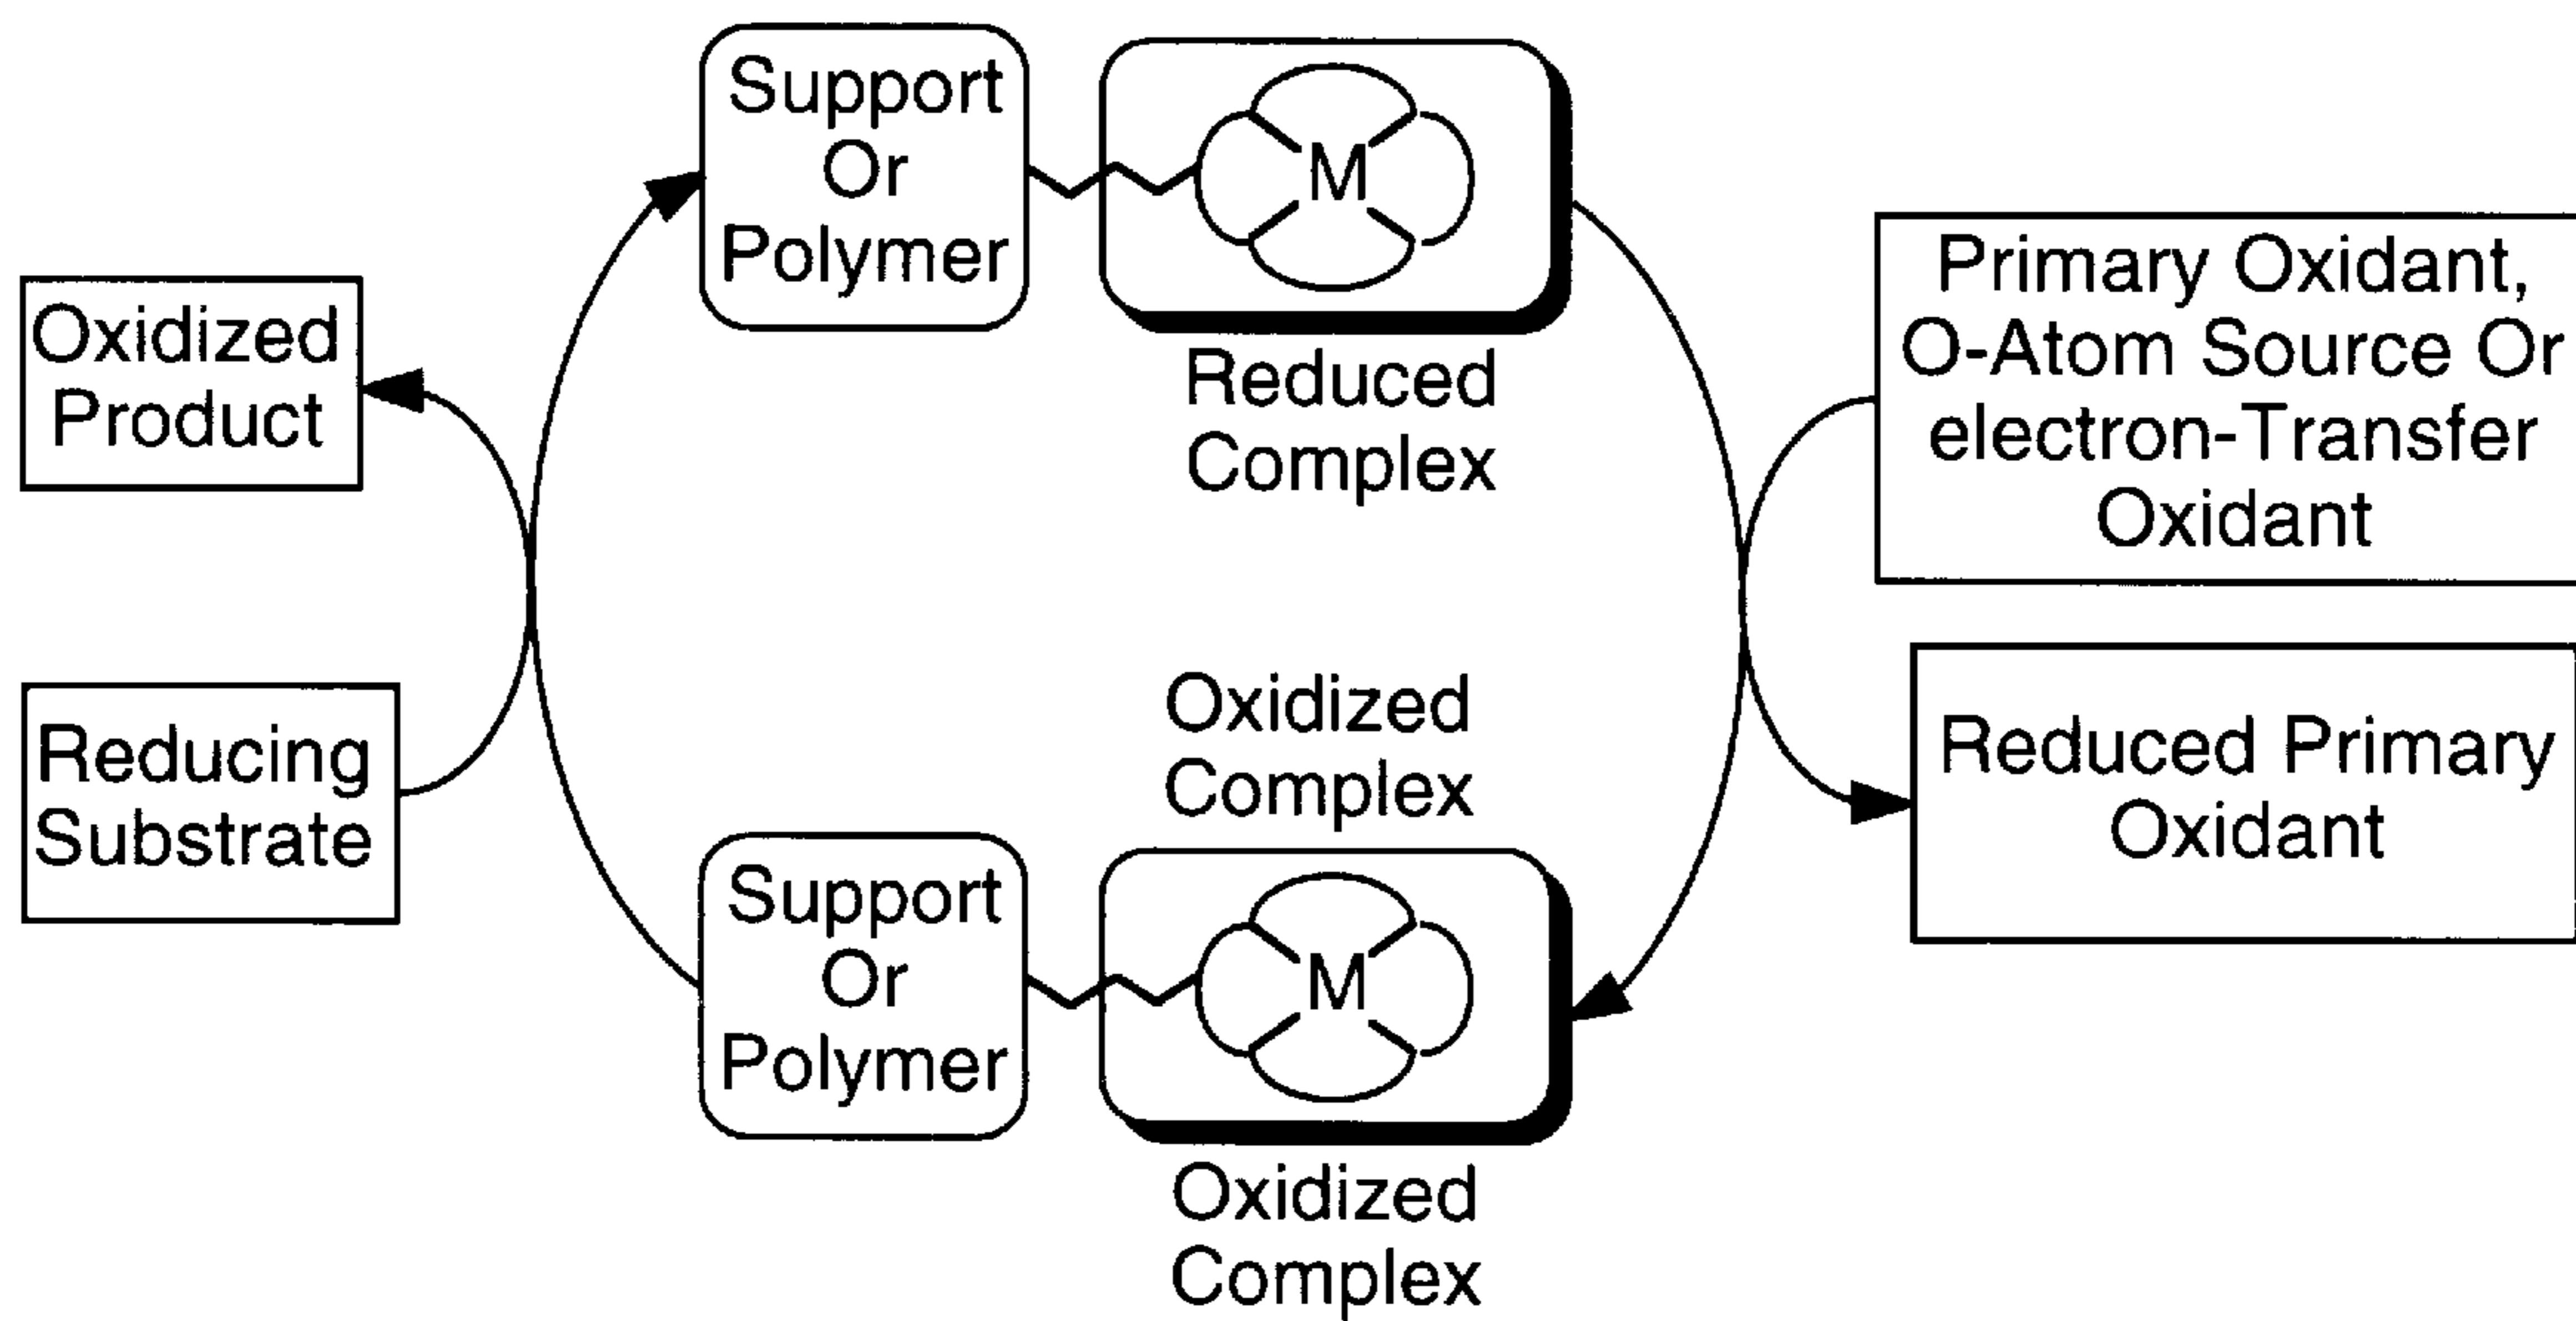 Support
Or
Polymer
M
Reduced
Complex
Oxidized
Product
Reducing
Substrate
Primary Oxidant,
O-Atom Source Or
electron-Transfer
Oxidant
Reduced Primary
Oxidant
Oxidized
Complex
Support
Or
Polymer
M
Oxidized
Complex